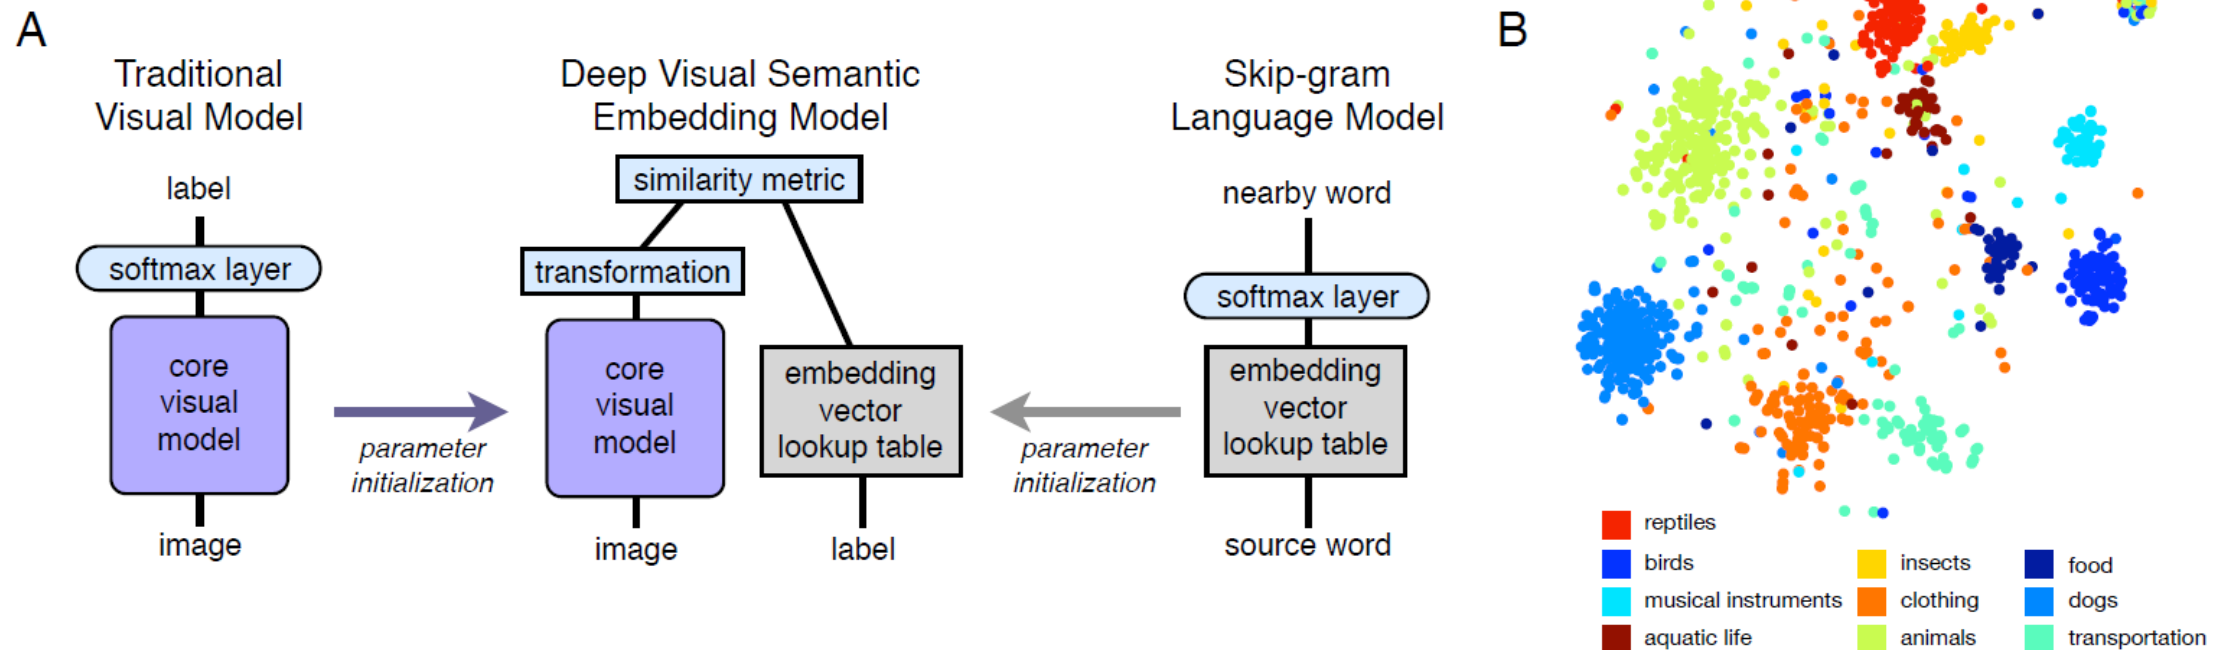 A
Traditional
Visual Model
label
softmax layer
core
visual
model
image
parameter
initialization
Deep Visual Semantic
Embedding Model
similarity metric
transformation
core
visual
model
image
embedding
vector
lookup table
label
parameter
initialization
Skip-gram
Language Model
nearby word
softmax layer
embedding
vector
lookup table
source word
B
reptiles
birds
musical instruments
aquatic life
insects
clothing
animals
food
dogs
transportation